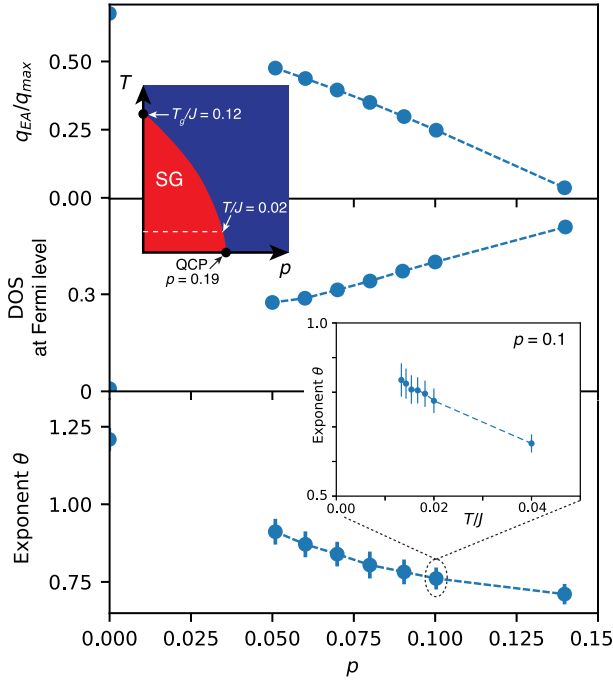 0.50
0.25
0.00
q_EA/q_max
T
T_g/J = 0.12
SG
T/J = 0.02
QCP
p = 0.19
p
0.3
0
DOS
at Fermi level
1.0
0.5
p = 0.1
Exponent θ
0.00
0.02
0.04
T/J
1.25
1.00
0.75
Exponent θ
0.000
0.025
0.050
0.075
0.100
0.125
0.15
p